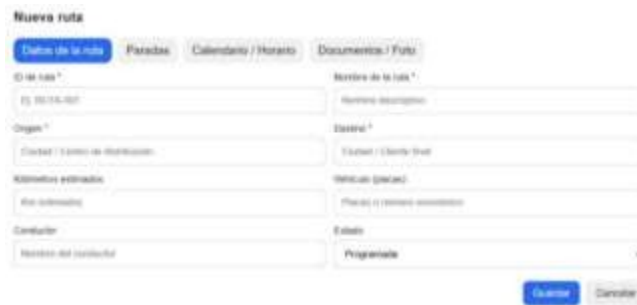 Nueva ruta
Datos de la ruta Paradas Calendario / Horario Documentos / Foto
ID de ruta * Nombre de la ruta *
Nombre descriptivo
Origen * Destino *
Ciudad / Centro de distribución Ciudad / Cliente final
Kilómetros estimados Vehículo (placas)
Km estimados Placas o número económico
Conductor Estado
Nombre del conductor Programada
Guardar Cancelar